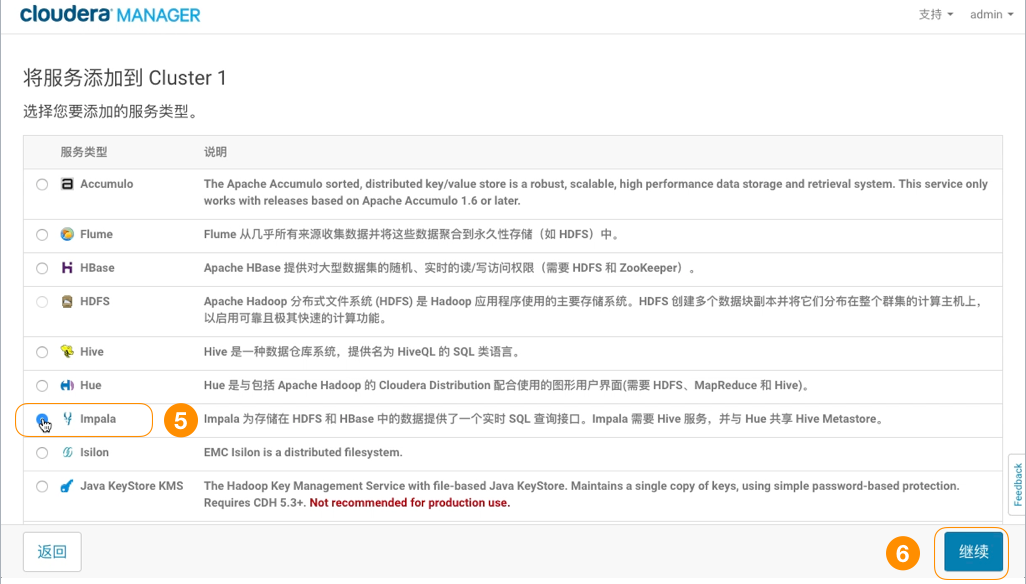 cloudera MANAGER
支持 admin
将服务添加到 Cluster 1
选择您要添加的服务类型。
服务类型 说明
Accumulo The Apache Accumulo sorted, distributed key/value store is a robust, scalable, high performance data storage and retrieval system. This service only
works with releases based on Apache Accumulo 1.6 or later.
Flume Flume 从几乎所有来源收集数据并将这些数据聚合到永久性存储（如 HDFS）中。
HBase Apache HBase 提供对大型数据集的随机、实时的读/写访问权限（需要 HDFS 和 ZooKeeper）。
HDFS Apache Hadoop 分布式文件系统 (HDFS) 是 Hadoop 应用程序使用的主要存储系统。HDFS 创建多个数据块副本并将它们分布在整个群集的计算主机上，
以启用可靠且极其快速的计算功能。
Hive Hive 是一种数据仓库系统，提供名为 HiveQL 的 SQL 类语言。
Hue Hue 是与包括 Apache Hadoop 的 Cloudera Distribution 配合使用的图形用户界面(需要 HDFS、MapReduce 和 Hive)。
Impala 5 Impala 为存储在 HDFS 和 HBase 中的数据提供了一个实时 SQL 查询接口。Impala 需要 Hive 服务，并与 Hue 共享 Hive Metastore。
Isilon EMC Isilon is a distributed filesystem.
Java KeyStore KMS The Hadoop Key Management Service with file-based Java KeyStore. Maintains a single copy of keys, using simple password-based protection.
Requires CDH 5.3+. Not recommended for production use.
Feedback
返回 6 继续